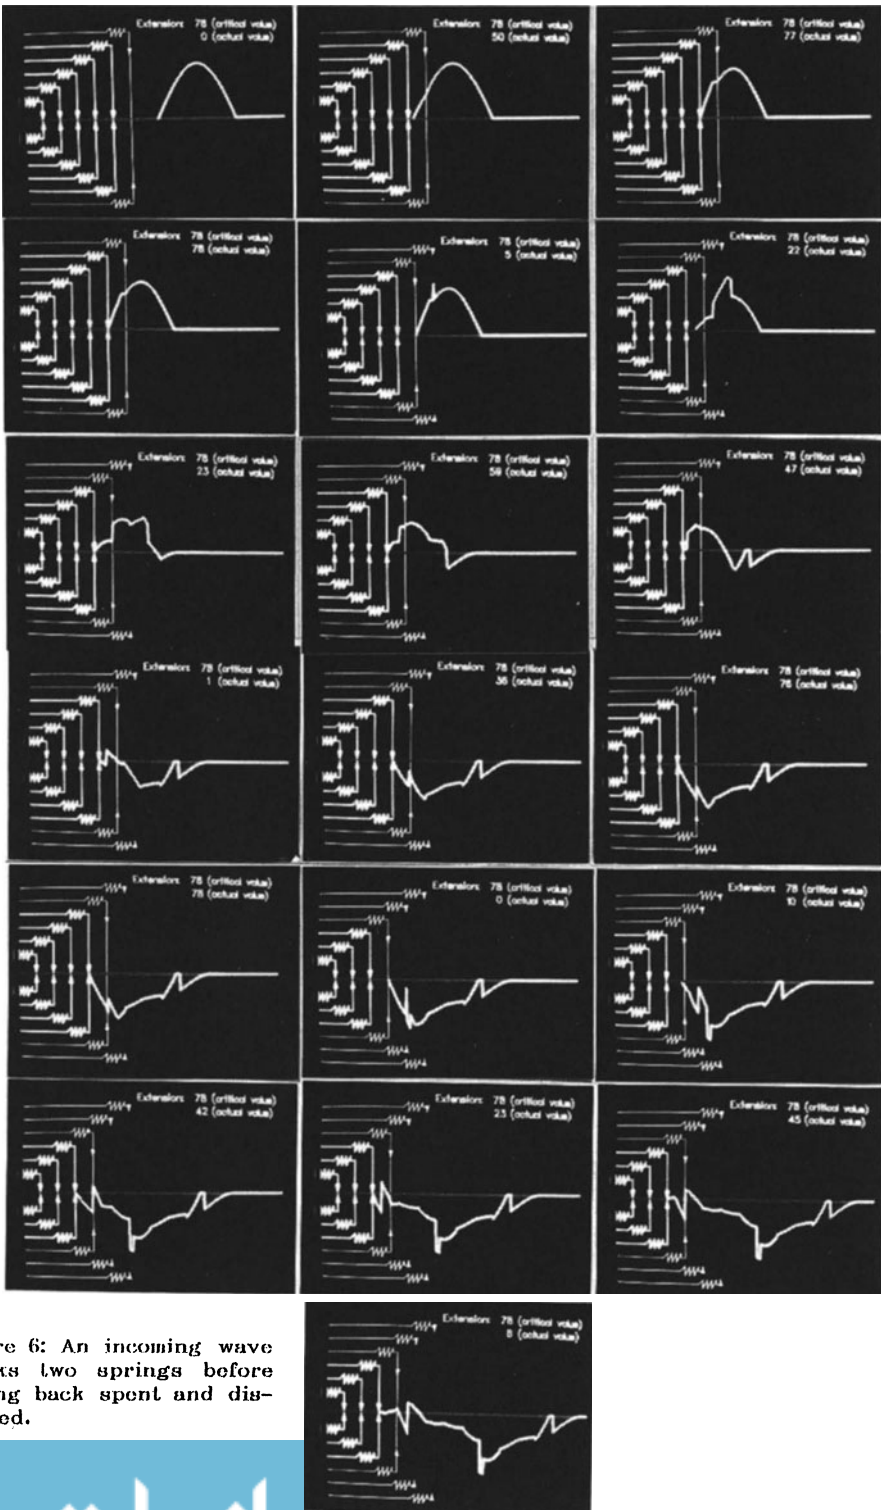 Extension: 78 (critical value)
0 (actual value)
Extension: 78 (critical value)
50 (actual value)
Extension: 78 (critical value)
77 (actual value)
Extension: 78 (critical value)
78 (actual value)
Extension: 78 (critical value)
5 (actual value)
Extension: 78 (critical value)
22 (actual value)
Extension: 78 (critical value)
23 (actual value)
Extension: 78 (critical value)
59 (actual value)
Extension: 78 (critical value)
47 (actual value)
Extension: 78 (critical value)
1 (actual value)
Extension: 78 (critical value)
36 (actual value)
Extension: 78 (critical value)
76 (actual value)
Extension: 78 (critical value)
78 (actual value)
Extension: 78 (critical value)
0 (actual value)
Extension: 78 (critical value)
10 (actual value)
Extension: 78 (critical value)
42 (actual value)
Extension: 78 (critical value)
23 (actual value)
Extension: 78 (critical value)
45 (actual value)
Extension: 78 (critical value)
8 (actual value)
re 6: An incoming wave
ks two springs before
ng back spent and dis-
ed.